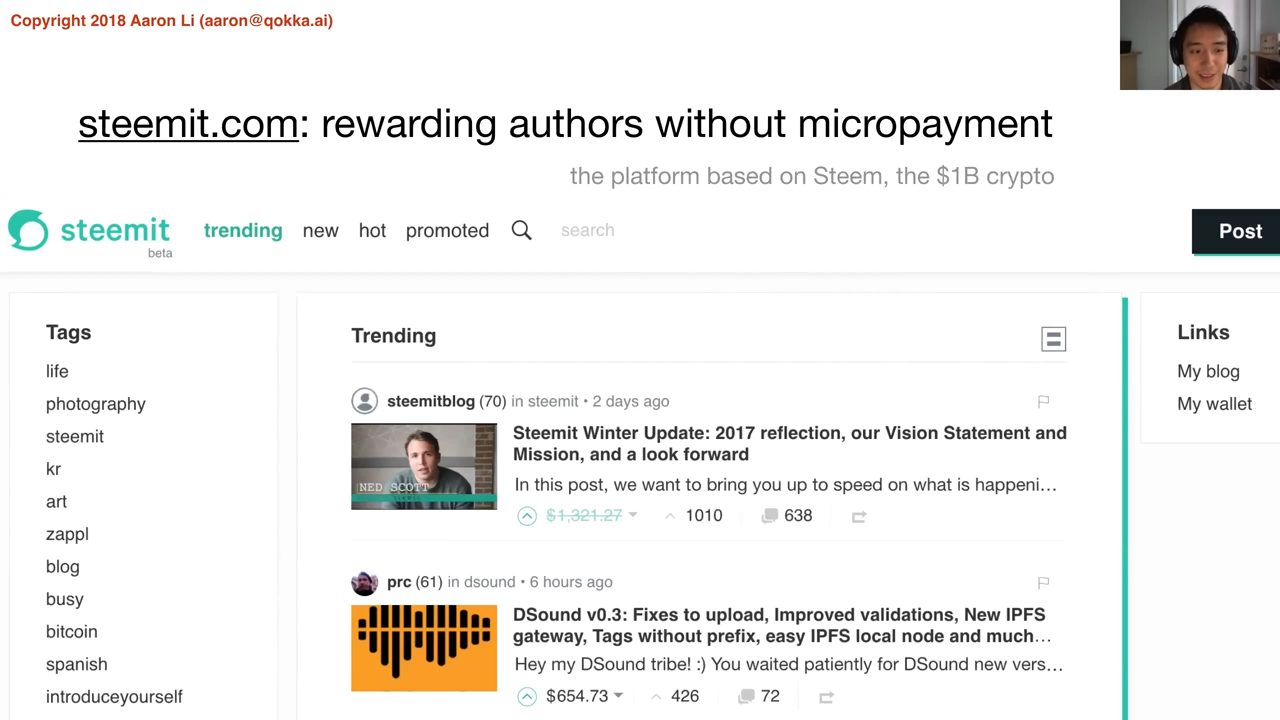 Copyright 2018 Aaron Li (aaron@qokka.ai)
steemit.com: rewarding authors without micropayment
the platform based on Steem, the $1B crypto
steemit
beta
trending new hot promoted search
Post
Tags
life
photography
steemit
kr
art
zappl
blog
busy
bitcoin
spanish
introduceyourself
Trending
steemitblog (70) in steemit • 2 days ago
NED SCOTT
Steemit Winter Update: 2017 reflection, our Vision Statement and
Mission, and a look forward
In this post, we want to bring you up to speed on what is happeni…
$1,321.27 1010 638
prc (61) in dsound • 6 hours ago
DSound v0.3: Fixes to upload, Improved validations, New IPFS
gateway, Tags without prefix, easy IPFS local node and much…
Hey my DSound tribe! :) You waited patiently for DSound new vers…
$654.73 426 72
Links
My blog
My wallet